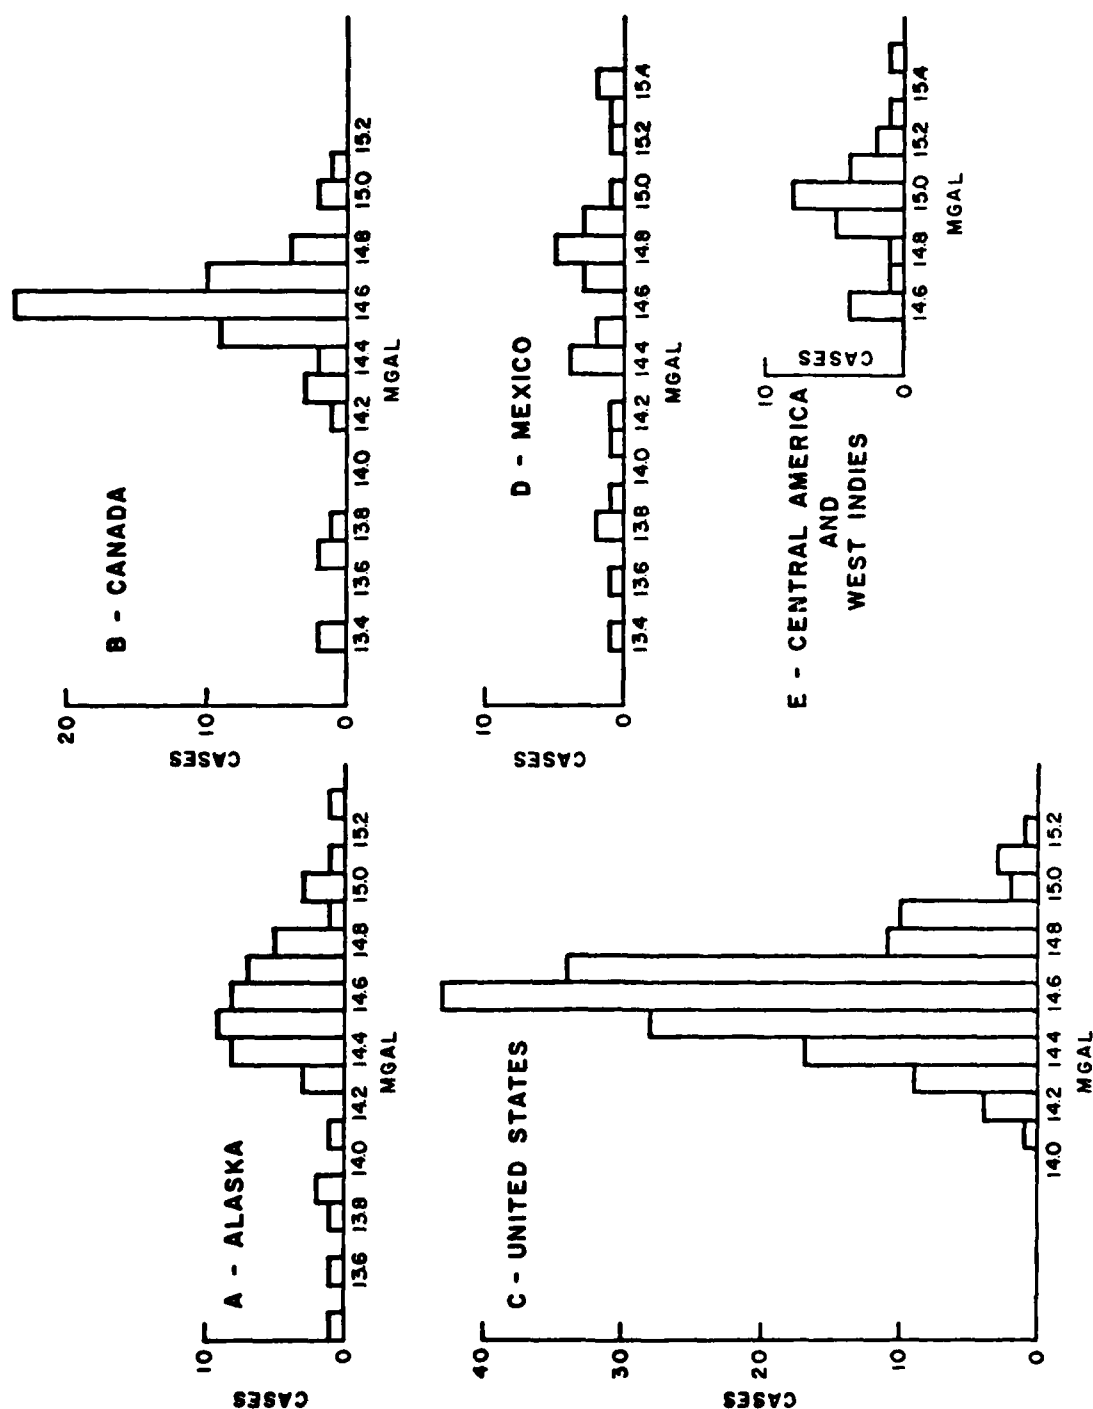 A - ALASKA
CASES
10
0
13.6 13.8 14.0 14.2 14.4 14.6 14.8 15.0 15.2
MGAL
B - CANADA
CASES
20
10
0
13.4 13.6 13.8 14.0 14.2 14.4 14.6 14.8 15.0 15.2
MGAL
C - UNITED STATES
CASES
40
30
20
10
0
14.0 14.2 14.4 14.6 14.8 15.0 15.2
MGAL
D - MEXICO
CASES
10
0
13.4 13.6 13.8 14.0 14.2 14.4 14.6 14.8 15.0 15.2 15.4
MGAL
E - CENTRAL AMERICA
AND
WEST INDIES
CASES
10
0
14.6 14.8 15.0 15.2 15.4
MGAL